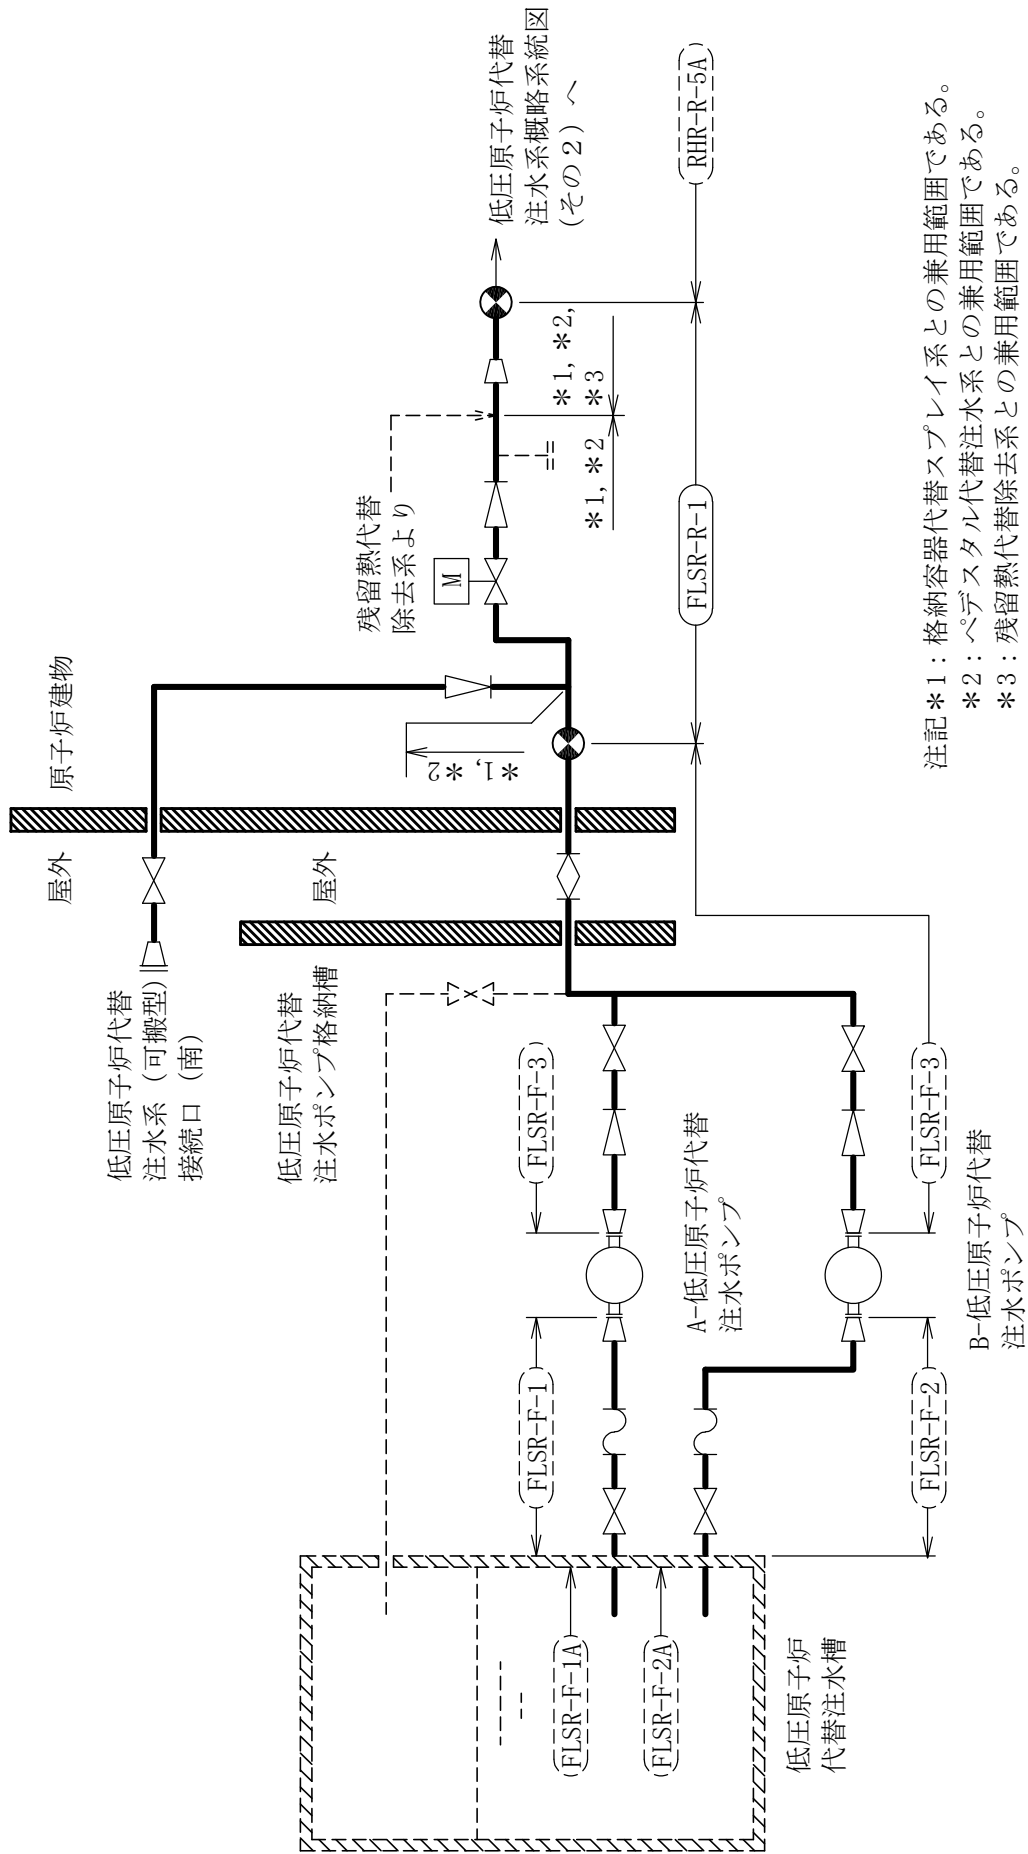 原子炉建物
屋外
低圧原子炉代替
注水系（可搬型）
接続口（南）
屋外
低圧原子炉代替
注水ポンプ格納槽
残留熱代替
除去系より
M
低圧原子炉代替
注水系概略系統図
（その２）へ
＊1，＊2
＊1，＊2
＊1，＊2，
＊3
FLSR-R-1
RHR-R-5A
FLSR-F-1
FLSR-F-3
FLSR-F-1A
FLSR-F-2A
A-低圧原子炉代替
注水ポンプ
低圧原子炉
代替注水槽
FLSR-F-2
FLSR-F-3
B-低圧原子炉代替
注水ポンプ
注記＊1：格納容器代替スプレイ系との兼用範囲である。
＊2：ペデスタル代替注水系との兼用範囲である。
＊3：残留熱代替除去系との兼用範囲である。